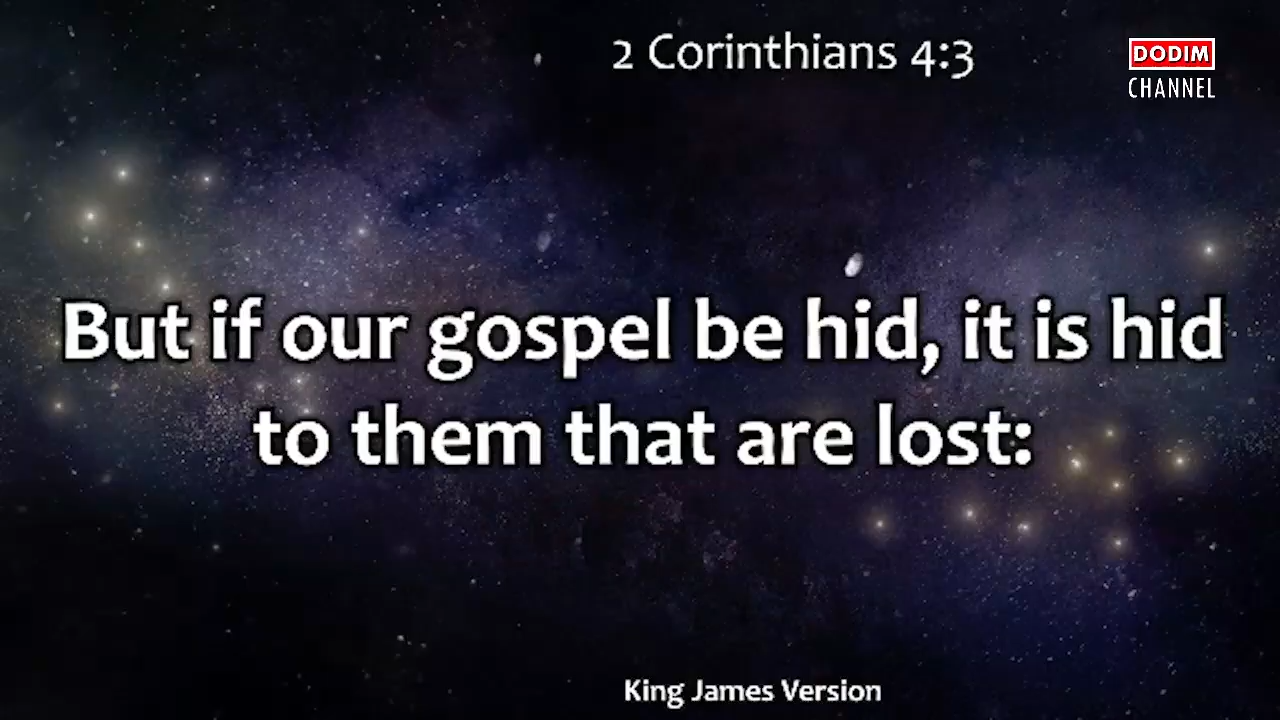 2 Corinthians 4:3
DODIM
CHANNEL
But if our gospel be hid, it is hid
to them that are lost:
King James Version